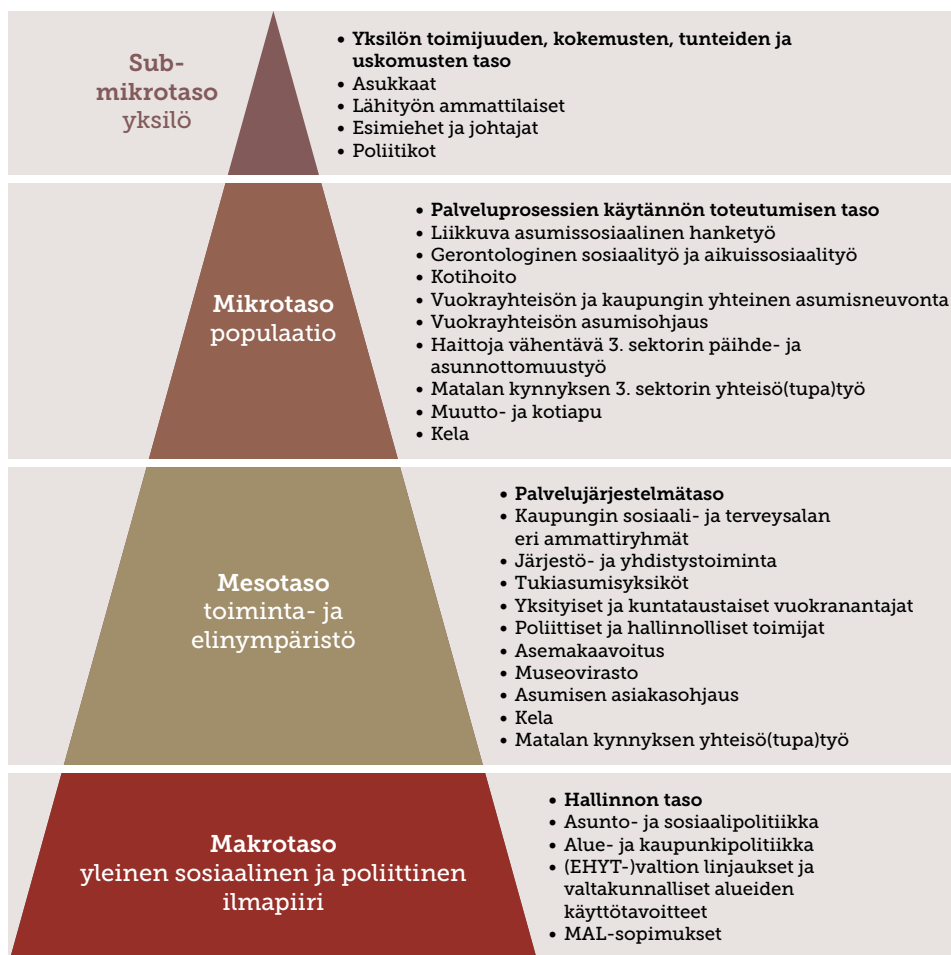 Sub-
mikrotaso
yksilö
• Yksilön toimijuuden, kokemusten, tunteiden ja
uskomusten taso
• Asukkaat
• Lähityön ammattilaiset
• Esimiehet ja johtajat
• Poliitikot
Mikrotaso
populaatio
• Palveluprosessien käytännön toteutumisen taso
• Liikkuva asumissosiaalinen hanketyö
• Gerontologinen sosiaalityö ja aikuissosiaalityö
• Kotihoito
• Vuokrayhteisön ja kaupungin yhteinen asumisneuvonta
• Vuokrayhteisön asumisohjaus
• Haittoja vähentävä 3. sektorin päihde- ja
asunnottomuustyö
• Matalan kynnyksen 3. sektorin yhteisö(tupa)työ
• Muutto- ja kotiapu
• Kela
Mesotaso
toiminta- ja
elinympäristö
• Palvelujärjestelmätaso
• Kaupungin sosiaali- ja terveysalan
eri ammattiryhmät
• Järjestö- ja yhdistystoiminta
• Tukiasumisyksiköt
• Yksityiset ja kuntataustaiset vuokranantajat
• Poliittiset ja hallinnolliset toimijat
• Asemakaavoitus
• Museovirasto
• Asumisen asiakasohjaus
• Kela
• Matalan kynnyksen yhteisö(tupa)työ
Makrotaso
yleinen sosiaalinen ja poliittinen
ilmapiiri
• Hallinnon taso
• Asunto- ja sosiaalipolitiikka
• Alue- ja kaupunkipolitiikka
• (EHYT-)valtion linjaukset ja
valtakunnalliset alueiden
käyttötavoitteet
• MAL-sopimukset